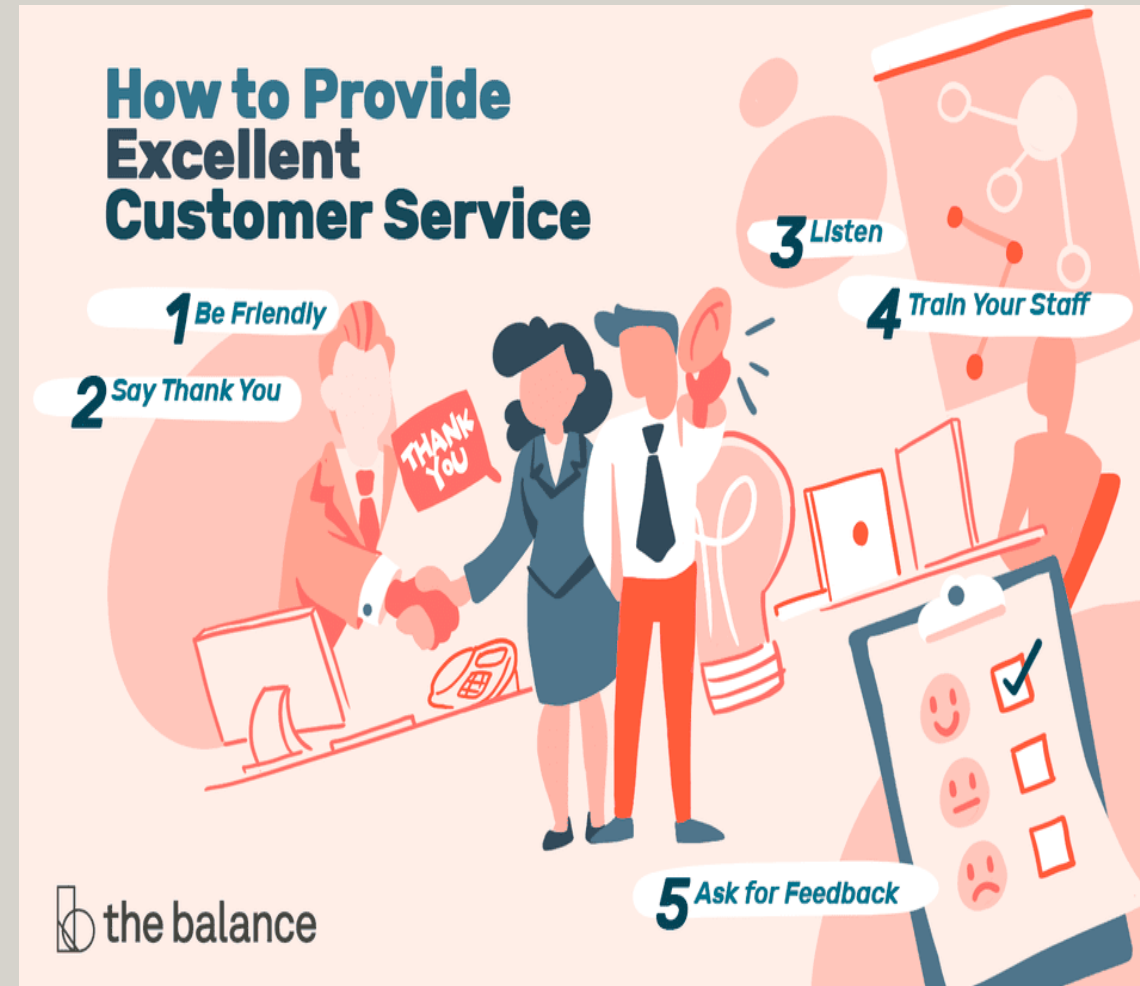 How to Provide
Excellent
Customer Service
1 Be Friendly
2 Say Thank You
THANK
YOU
3 Listen
4 Train Your Staff
5 Ask for Feedback
the balance